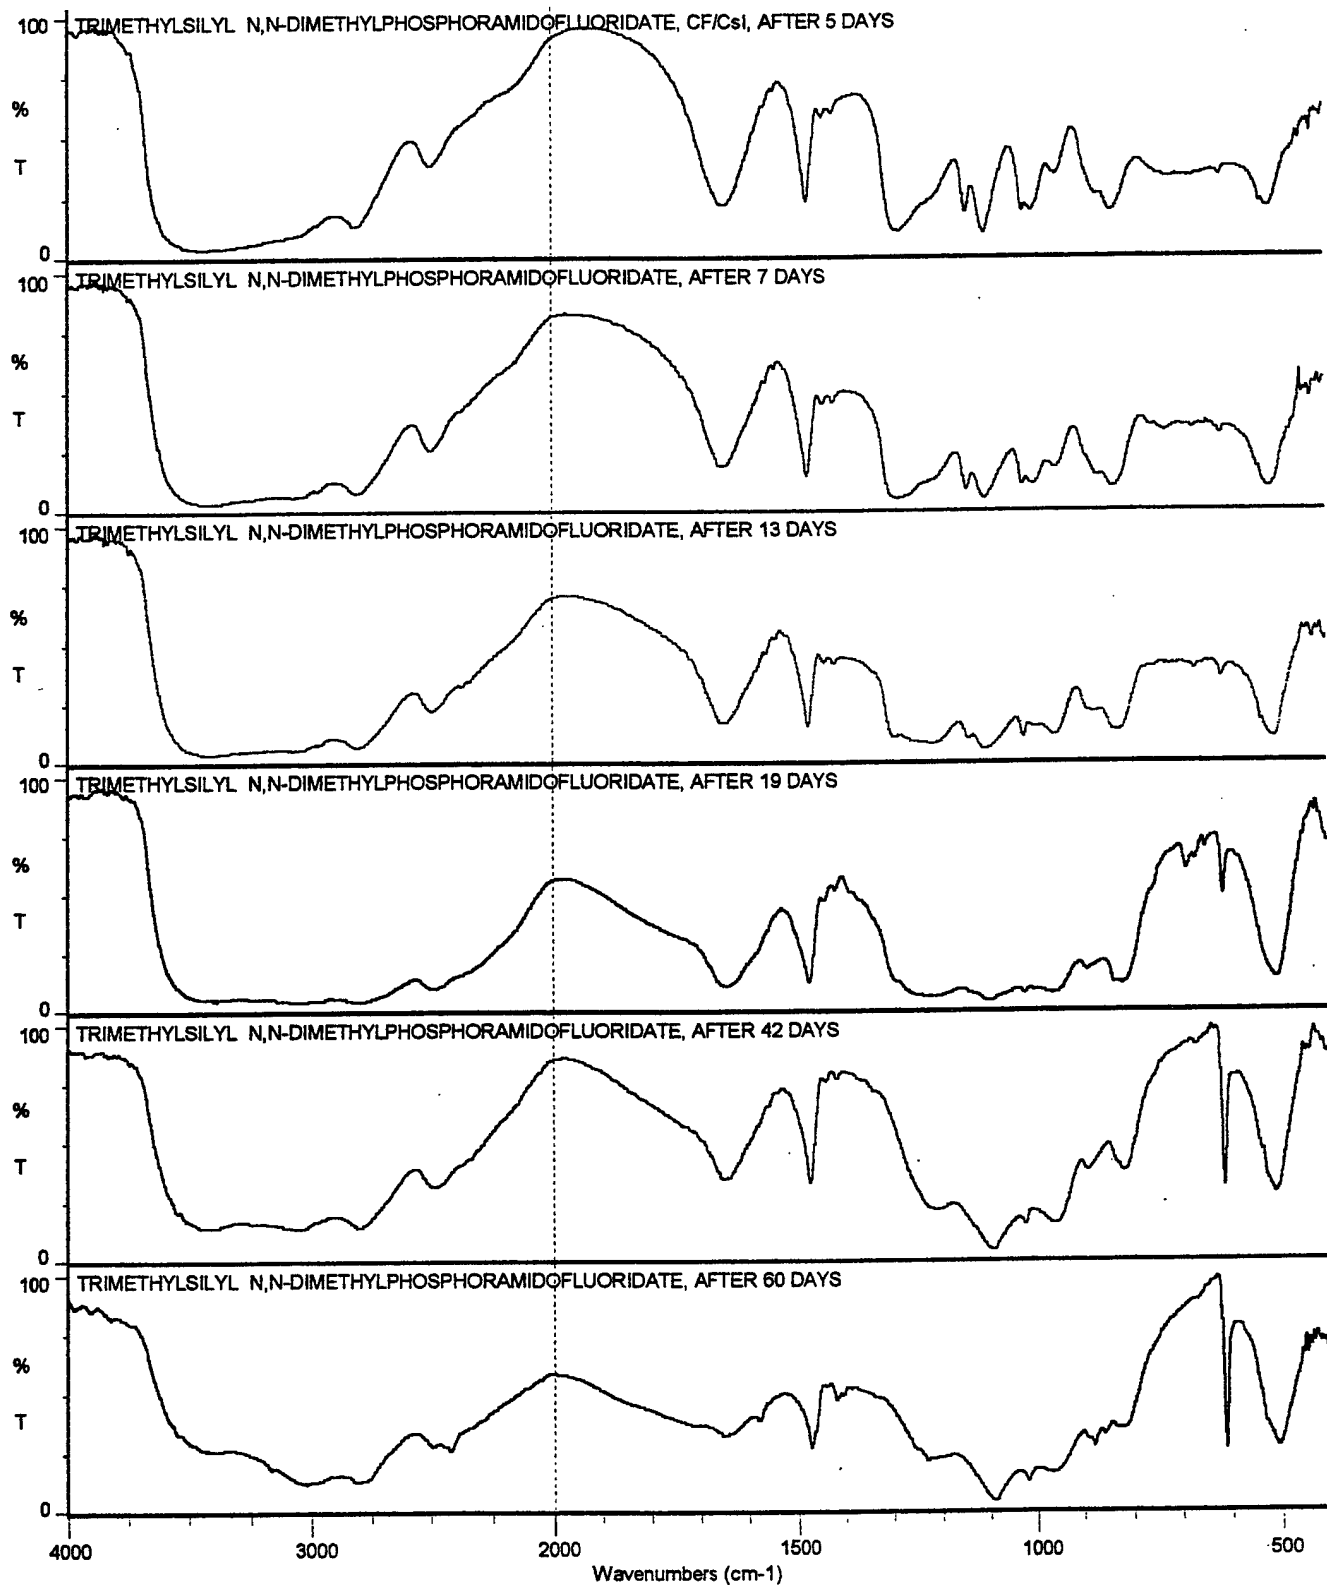 TRIMETHYLSILYL N,N-DIMETHYLPHOSPHORAMIDOFLUORIDATE, CF/CsI, AFTER 5 DAYS
100
%
T
0
TRIMETHYLSILYL N,N-DIMETHYLPHOSPHORAMIDOFLUORIDATE, AFTER 7 DAYS
100
%
T
0
TRIMETHYLSILYL N,N-DIMETHYLPHOSPHORAMIDOFLUORIDATE, AFTER 13 DAYS
100
%
T
0
TRIMETHYLSILYL N,N-DIMETHYLPHOSPHORAMIDOFLUORIDATE, AFTER 19 DAYS
100
%
T
0
TRIMETHYLSILYL N,N-DIMETHYLPHOSPHORAMIDOFLUORIDATE, AFTER 42 DAYS
100
%
T
0
TRIMETHYLSILYL N,N-DIMETHYLPHOSPHORAMIDOFLUORIDATE, AFTER 60 DAYS
100
%
T
0
4000 3000 2000 1500 1000 500
Wavenumbers (cm-1)